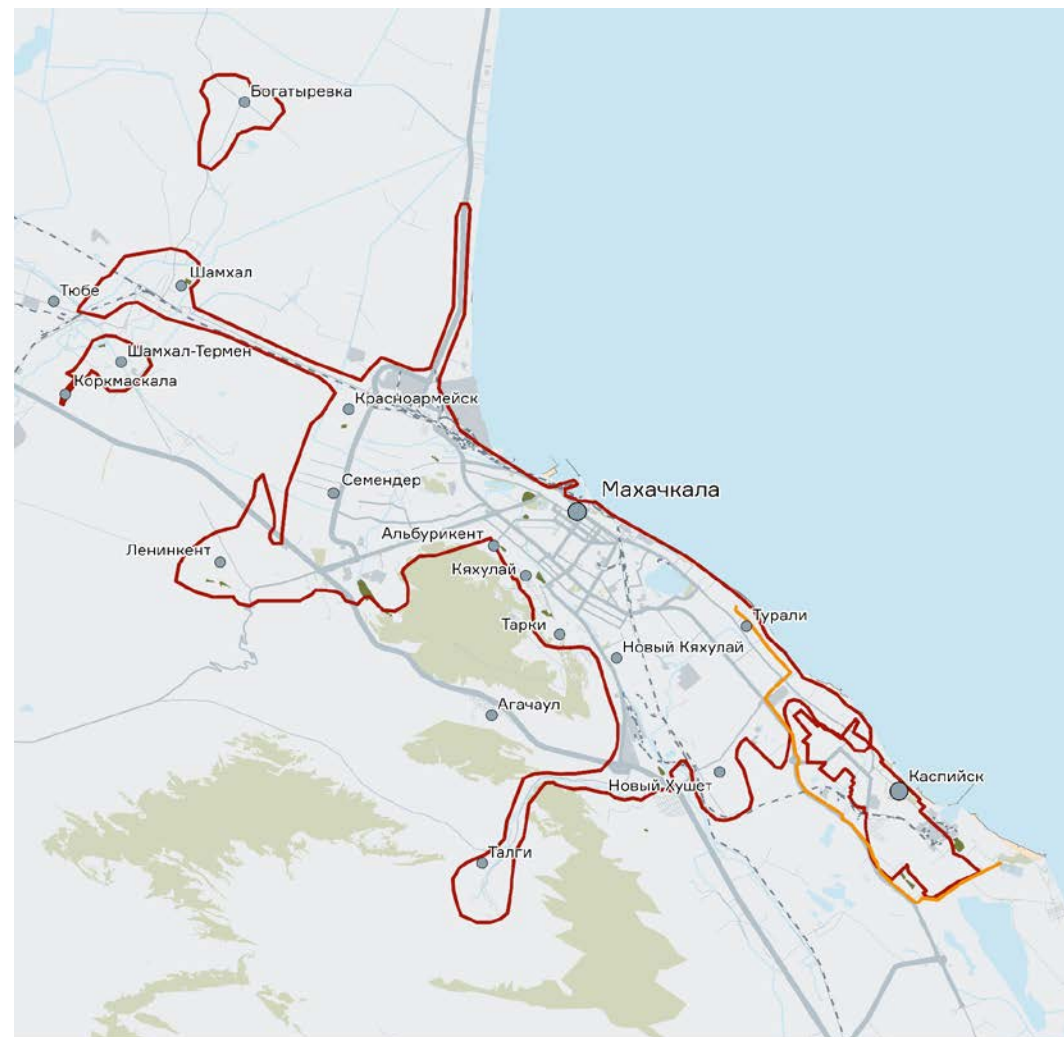 Богатыревка
Шамхал
Тюбе
Шамхал-Термен
Коркмаскала
Красноармейск
Семендер
Махачкала
Альбурикент
Ленинкент
Кяхулай
Турали
Тарки
Новый Кяхулай
Агачаул
Каспийск
Новый Хушет
Талги